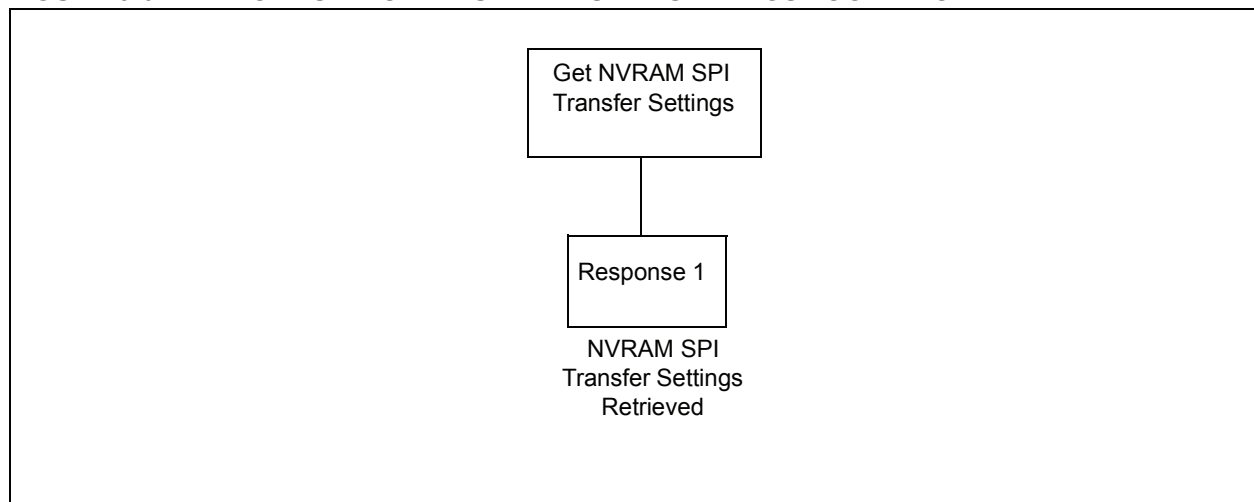 Get NVRAM SPI
Transfer Settings
Response 1
NVRAM SPI
Transfer Settings
Retrieved